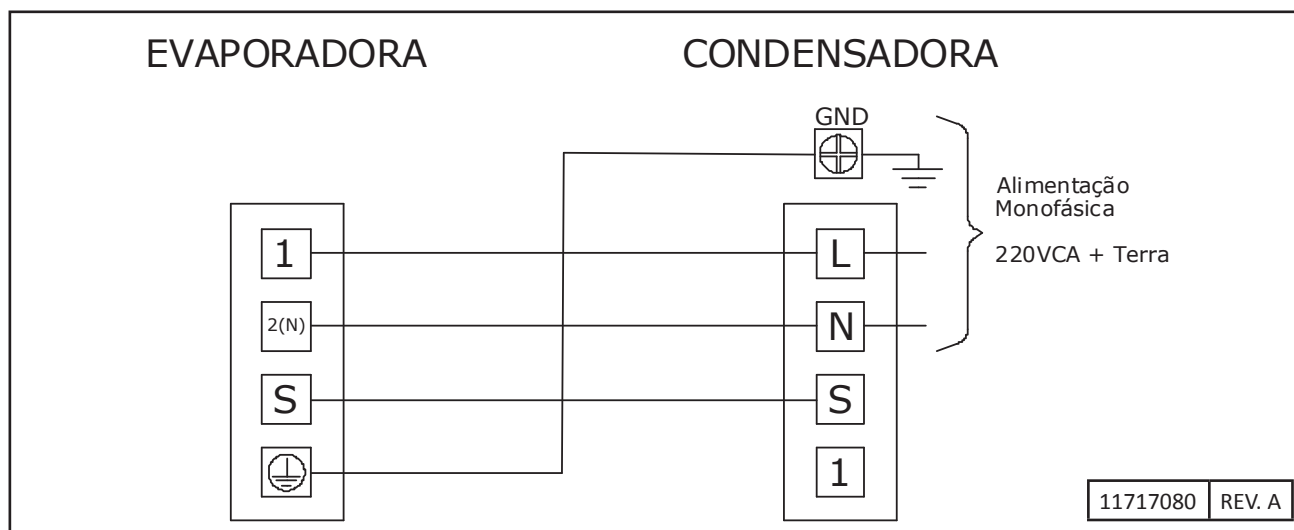 EVAPORADORA
CONDENSADORA
GND
Alimentação
Monofásica
220VCA + Terra
1
L
2(N)
N
S
S
1
11717080 REV. A